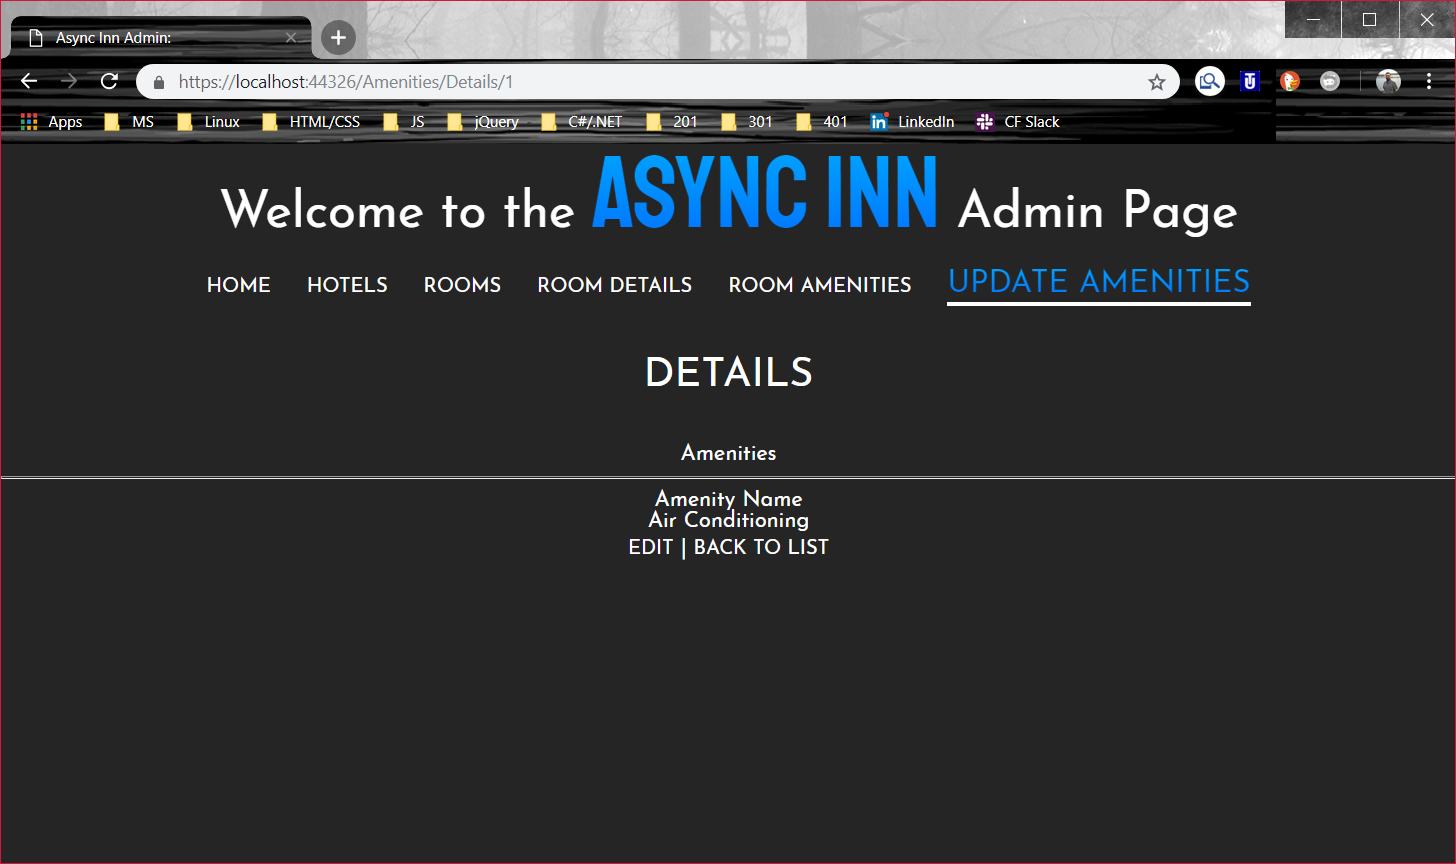 Async Inn Admin:
https://localhost:44326/Amenities/Details/1
Apps MS Linux HTML/CSS JS jQuery C#/.NET 201 301 401 LinkedIn CF Slack
Welcome to the ASYNC INN Admin Page
HOME HOTELS ROOMS ROOM DETAILS ROOM AMENITIES UPDATE AMENITIES
DETAILS
Amenities
Amenity Name
Air Conditioning
EDIT | BACK TO LIST